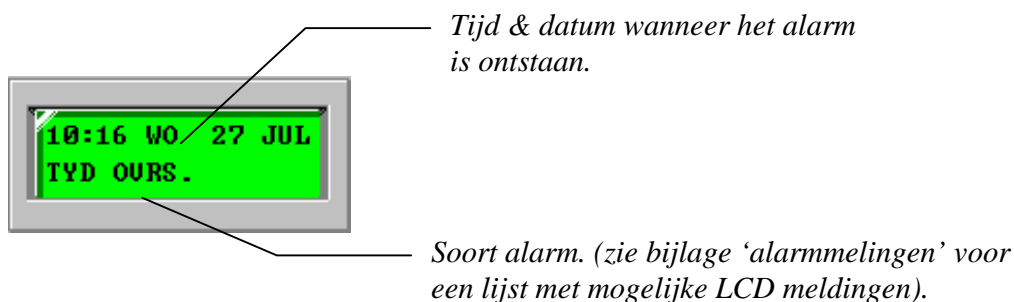 Tijd & datum wanneer het alarm
is ontstaan.
10:16 WO 27 JUL
TYD OVRS.
Soort alarm. (zie bijlage ‘alarmmelingen’ voor
een lijst met mogelijke LCD meldingen).